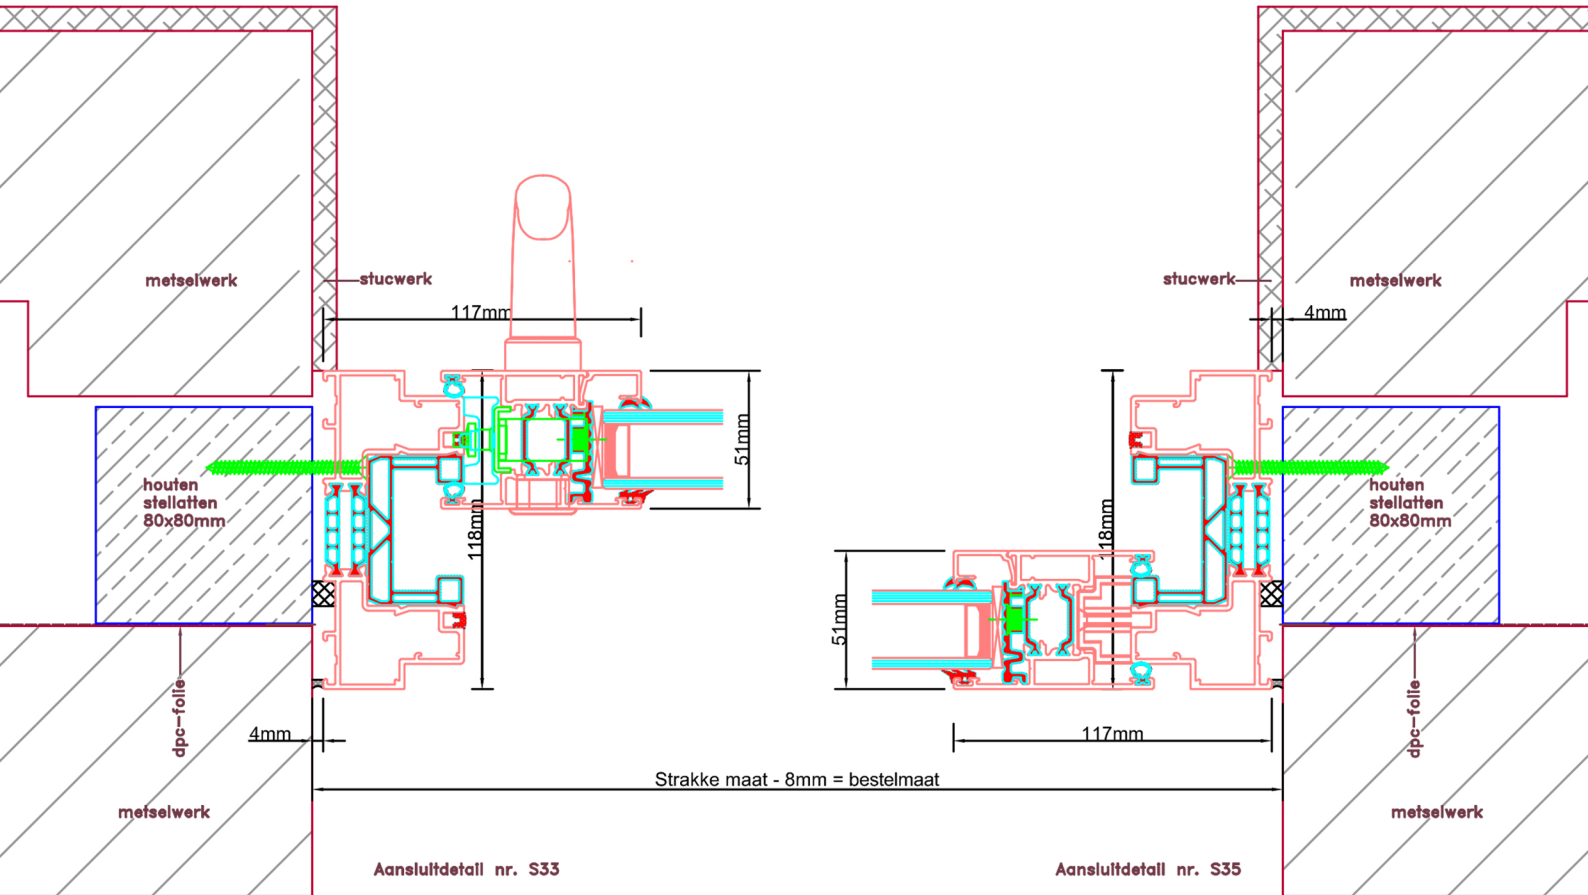 metselwerk
stucwerk
stucwerk
metselwerk
117mm
4mm
51mm
118mm
houten
stellatten
80x80mm
118mm
houten
stellatten
80x80mm
51mm
dpc-folie
4mm
117mm
dpc-folie
Strakke maat - 8mm = bestelmaat
metselwerk
metselwerk
Aansluitdetail nr. S33
Aansluitdetail nr. S35